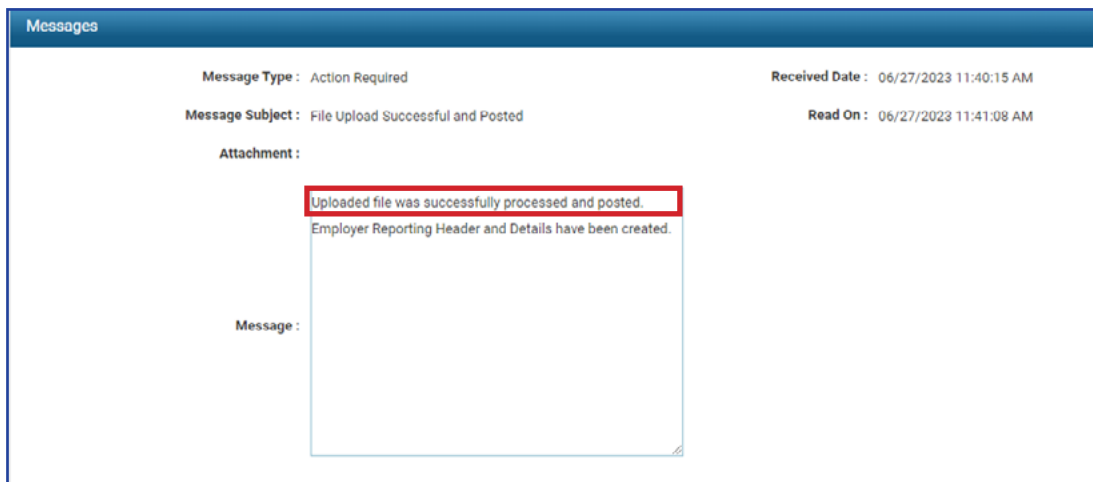 Messages
Message Type : Action Required
Received Date : 06/27/2023 11:40:15 AM
Message Subject : File Upload Successful and Posted
Read On : 06/27/2023 11:41:08 AM
Attachment :
Uploaded file was successfully processed and posted.
Employer Reporting Header and Details have been created.
Message :